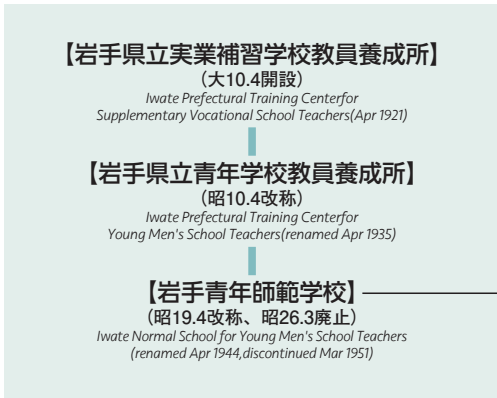 【岩手県立実業補習学校教員養成所】
（大10.4開設）
Iwate Prefectural Training Centerfor
Supplementary Vocational School Teachers(Apr 1921)
【岩手県立青年学校教員養成所】
（昭10.4改称）
Iwate Prefectural Training Centerfor
Young Men's School Teachers(renamed Apr 1935)
【岩手青年師範学校】
（昭19.4改称、昭26.3廃止）
Iwate Normal School for Young Men's School Teachers
(renamed Apr 1944,discontinued Mar 1951)